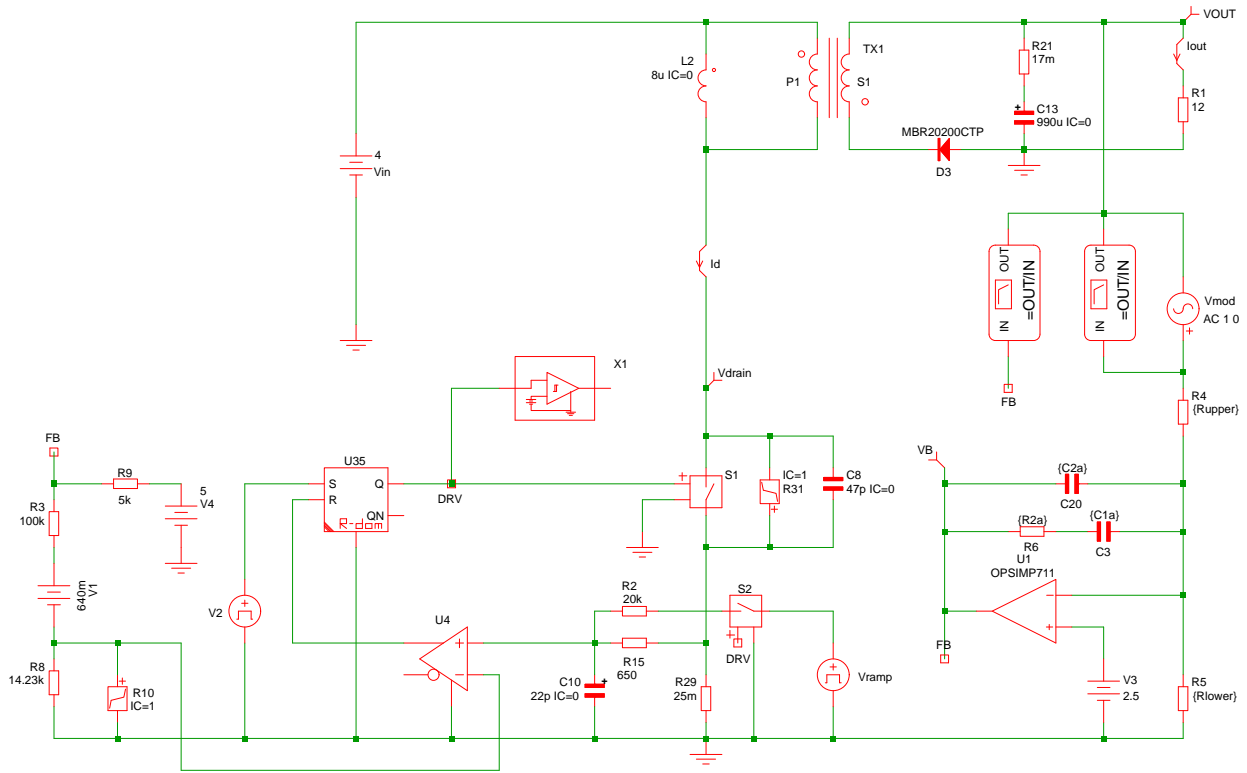 VOUT
Iout
R1
12
R21
17m
C13
990u IC=0
TX1
P1
S1
L2
8u IC=0
MBR20200CTP
D3
4
Vin
Id
OUT
=OUT/IN
IN
OUT
=OUT/IN
IN
Vmod
AC 1 0
FB
X1
Vdrain
R4
{Rupper}
FB
R9
5k
5
V4
R3
100k
U35
S
Q
R
QN
R-dom
DRV
S1
IC=1
R31
C8
47p IC=0
VB
{C2a}
C20
{R2a}
R6
{C1a}
C3
U1
OPSIMP711
640m
V1
V2
U4
R2
20k
S2
DRV
R15
650
C10
22p IC=0
R29
25m
Vramp
FB
V3
2.5
R5
{Rlower}
R8
14.23k
R10
IC=1